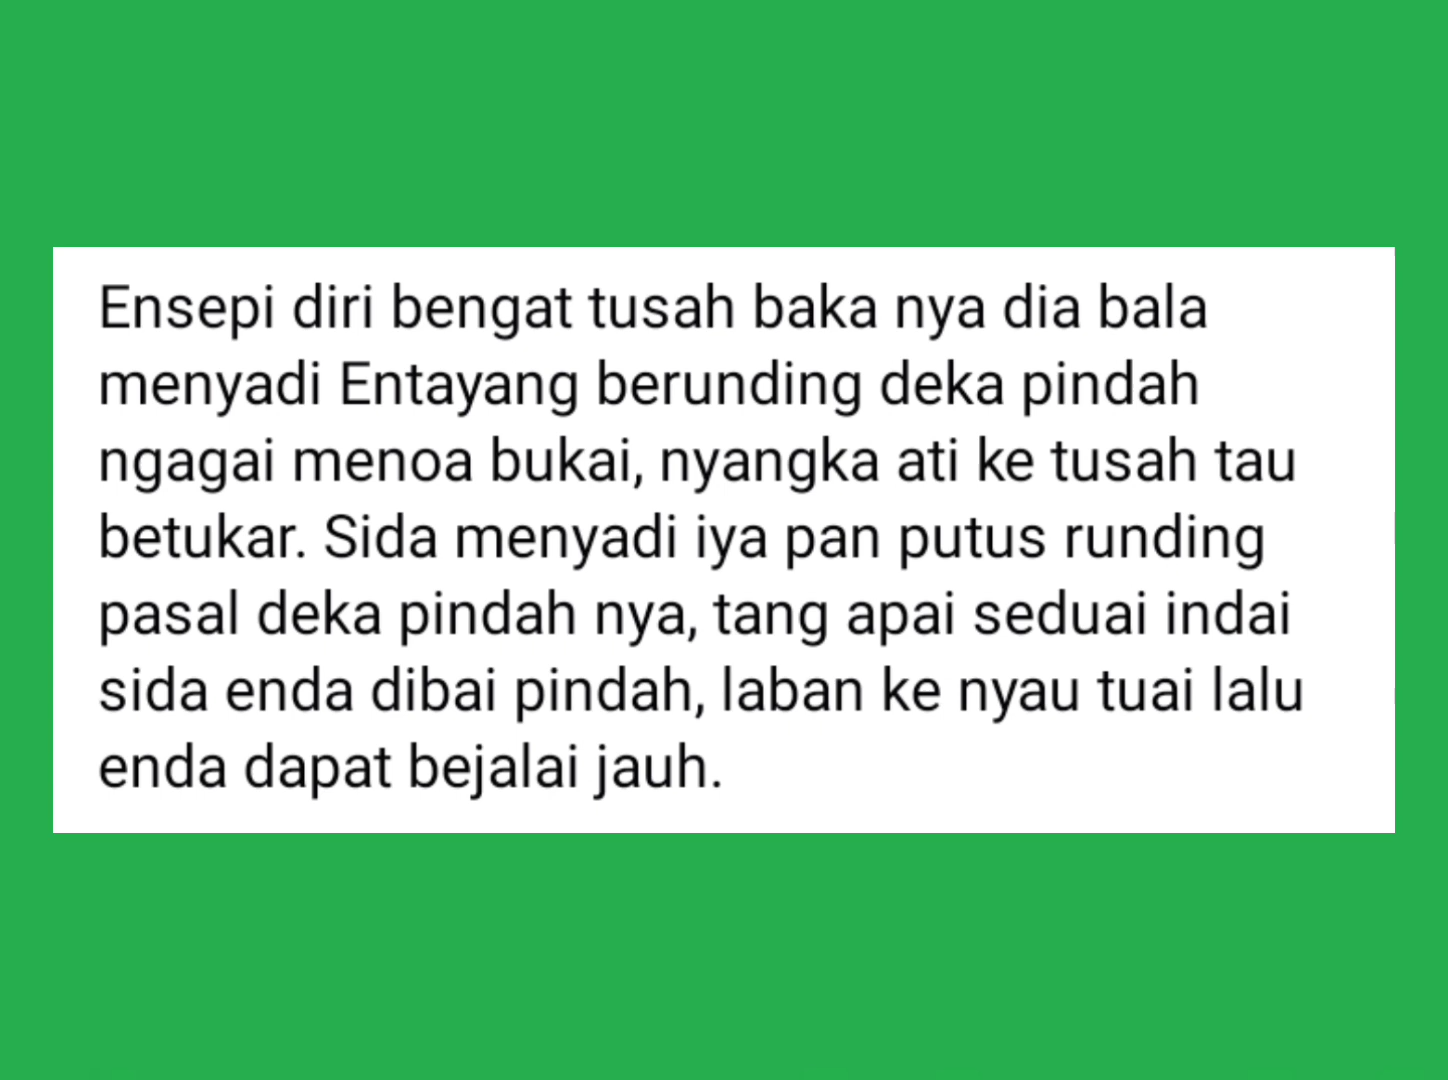 Ensepi diri bengat tusah baka nya dia bala
menyadi Entayang berunding deka pindah
ngagai menoa bukai, nyangka ati ke tusah tau
betukar. Sida menyadi iya pan putus runding
pasal deka pindah nya, tang apai seduai indai
sida enda dibai pindah, laban ke nyau tuai lalu
enda dapat bejalai jauh.